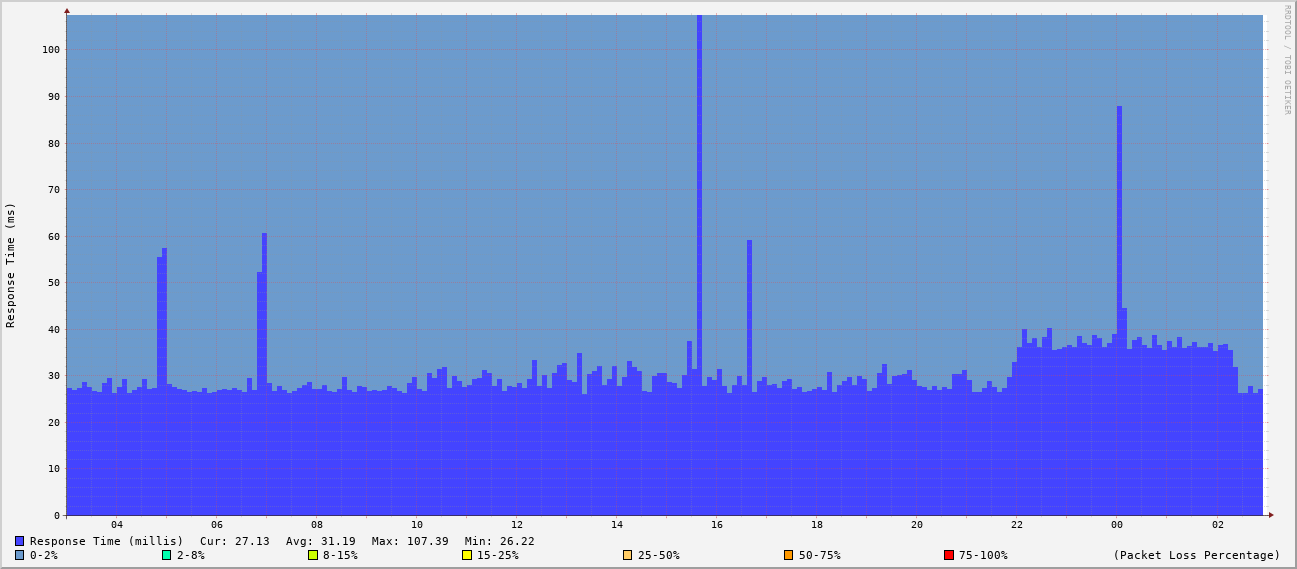 RRDTOOL / TOBI OETIKER
Response Time (ms)
100
90
80
70
60
50
40
30
20
10
0
04 06 08 10 12 14 16 18 20 22 00 02
Response Time (millis) Cur: 27.13 Avg: 31.19 Max: 107.39 Min: 26.22
0-2% 2-8% 8-15% 15-25% 25-50% 50-75% 75-100% (Packet Loss Percentage)